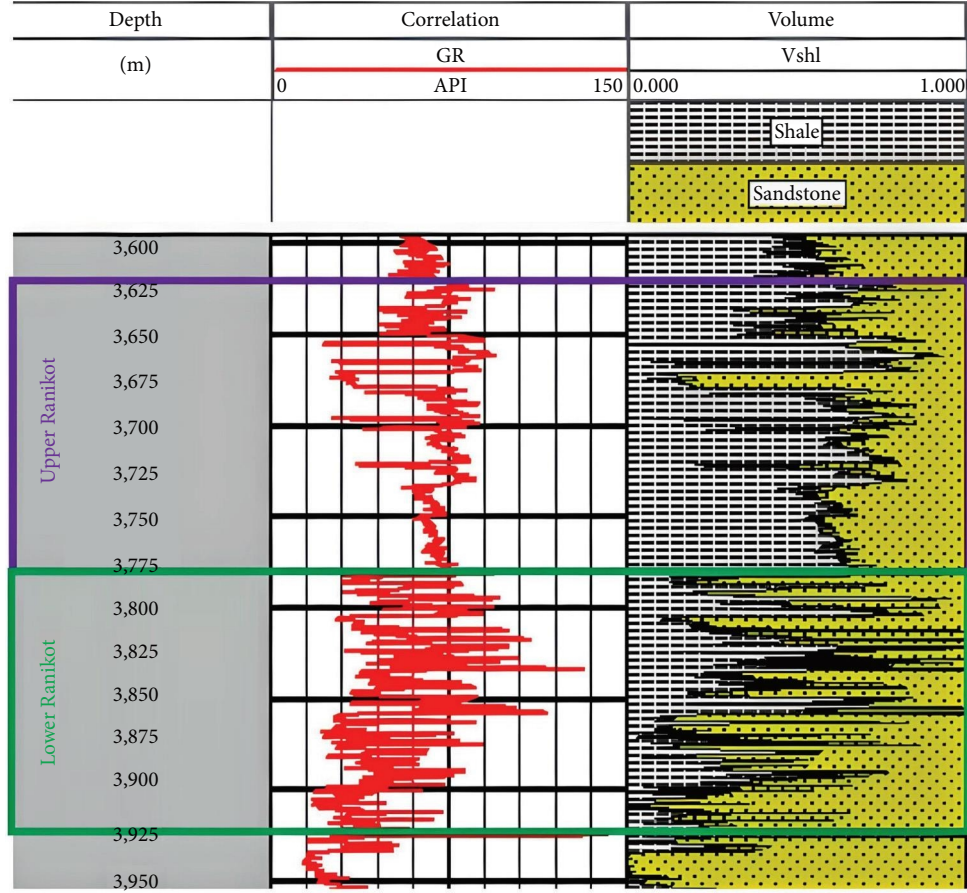 Depth Correlation Volume
(m) GR Vshl
0 API 150 0.000 1.000
Shale
Sandstone
3,600
3,625
3,650
3,675
3,700
3,725
3,750
3,775
Upper Ranikot
3,800
3,825
3,850
3,875
3,900
3,925
Lower Ranikot
3,950